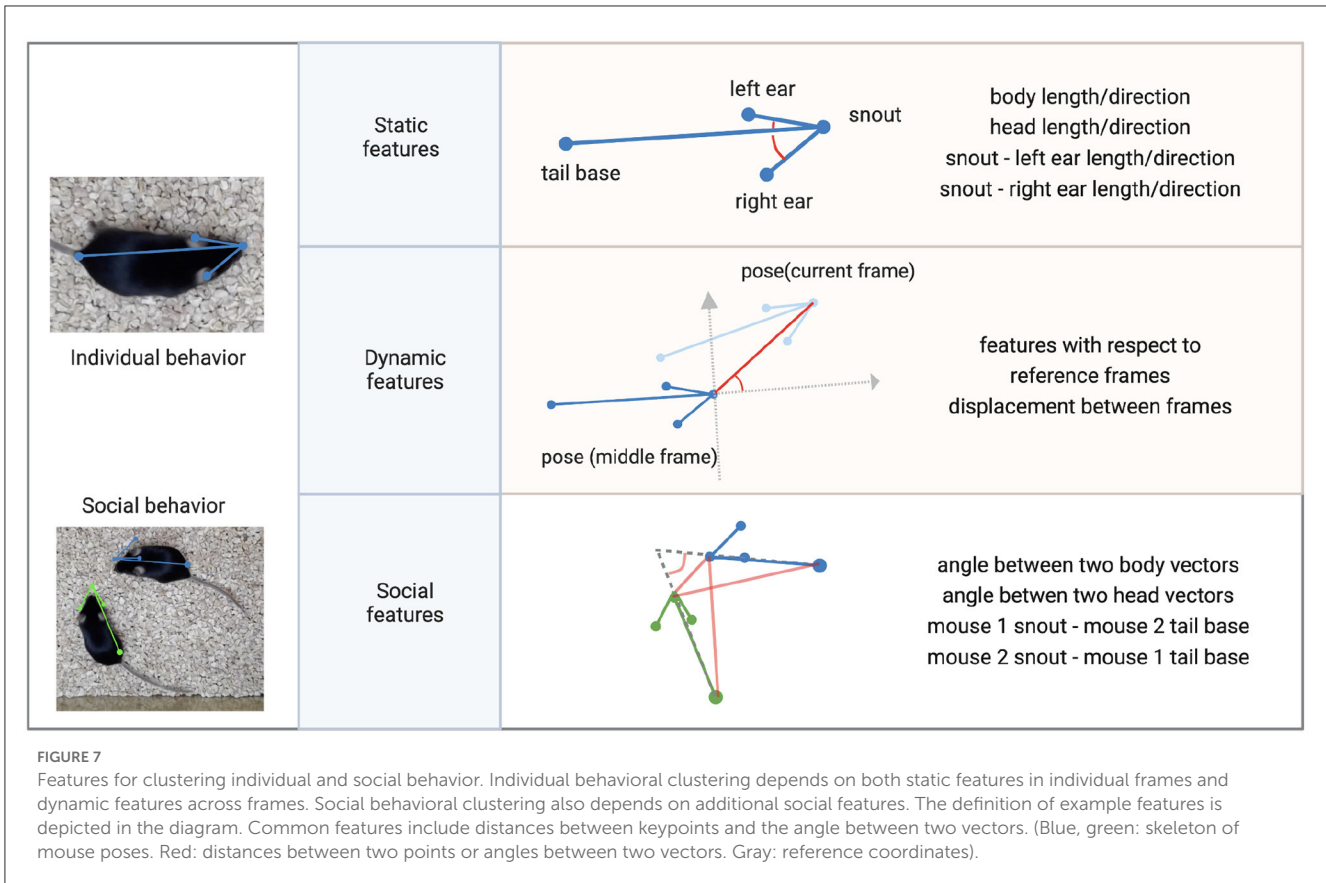 Static
features
left ear
snout
tail base
right ear
body length/direction
head length/direction
snout - left ear length/direction
snout - right ear length/direction
Individual behavior
Dynamic
features
pose(current frame)
pose (middle frame)
features with respect to
reference frames
displacement between frames
Social behavior
Social
features
angle between two body vectors
angle betwen two head vectors
mouse 1 snout - mouse 2 tail base
mouse 2 snout - mouse 1 tail base
FIGURE 7
Features for clustering individual and social behavior. Individual behavioral clustering depends on both static features in individual frames and
dynamic features across frames. Social behavioral clustering also depends on additional social features. The definition of example features is
depicted in the diagram. Common features include distances between keypoints and the angle between two vectors. (Blue, green: skeleton of
mouse poses. Red: distances between two points or angles between two vectors. Gray: reference coordinates).